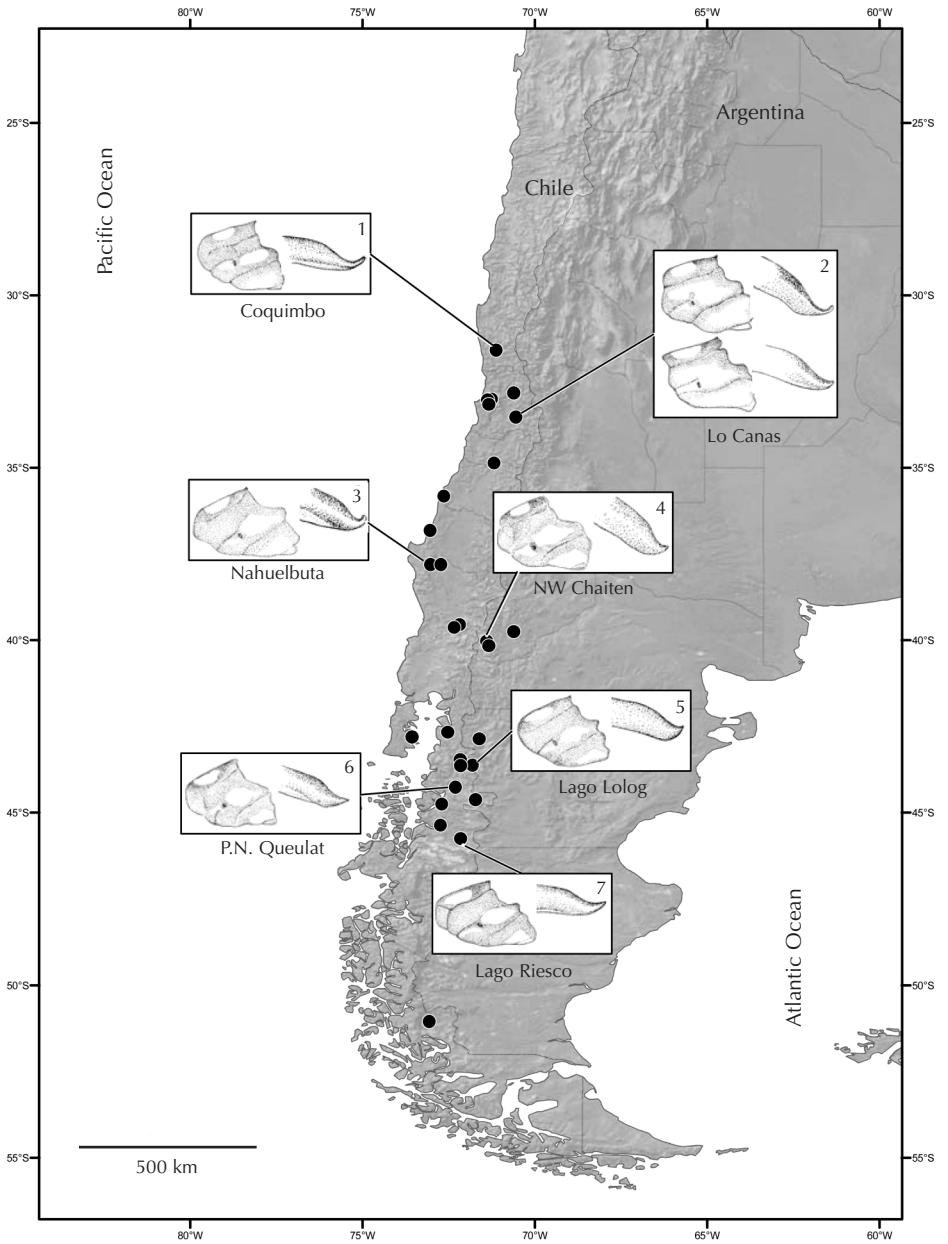 80°W 75°W 70°W 65°W 60°W
25°S 25°S
Argentina
Pacific Ocean
Chile
1
Coquimbo
2
Lo Canas
30°S 30°S
35°S 35°S
3
Nahuelbuta
4
NW Chaiten
40°S 40°S
5
Lago Lolog
6
P.N. Queulat
45°S 45°S
7
Lago Riesco
Atlantic Ocean
50°S 50°S
55°S 55°S
500 km
80°W 75°W 70°W 65°W 60°W